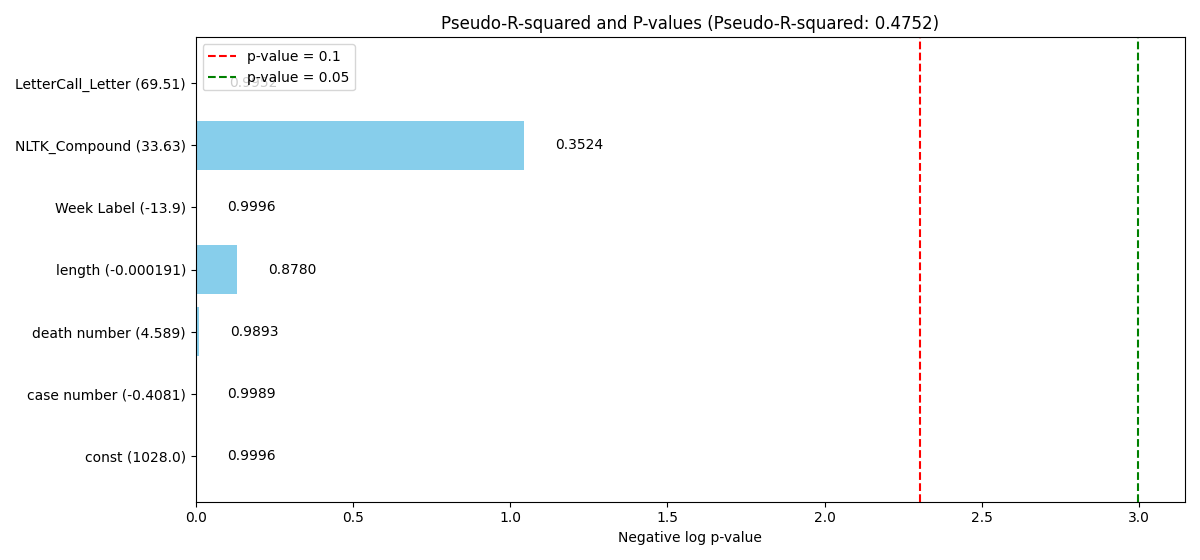 Pseudo-R-squared and P-values (Pseudo-R-squared: 0.4752)
p-value = 0.1
p-value = 0.05
LetterCall_Letter (69.51)
NLTK_Compound (33.63)
0.3524
Week Label (-13.9)
0.9996
length (-0.000191)
0.8780
death number (4.589)
0.9893
case number (-0.4081)
0.9989
const (1028.0)
0.9996
0.0
0.5
1.0
1.5
2.0
2.5
3.0
Negative log p-value